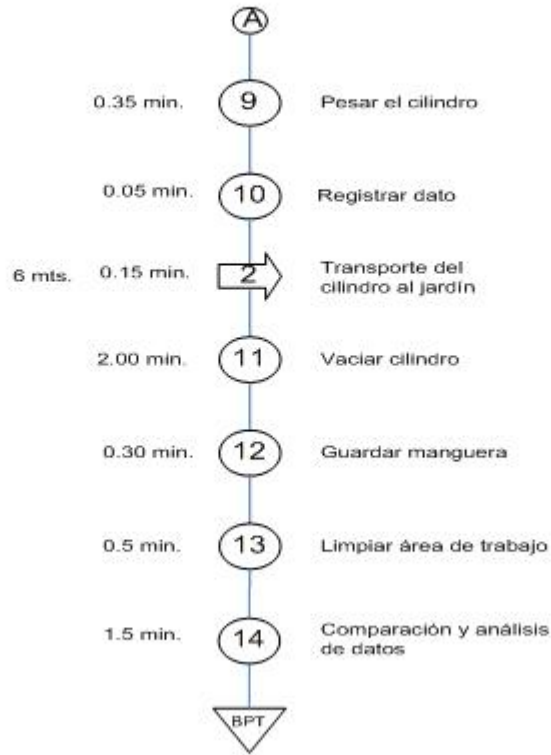 A
0.35 min. 9 Pesar el cilindro
0.05 min. 10 Registrar dato
6 mts. 0.15 min. 2 Transporte del
cilindro al jardín
2.00 min. 11 Vaciar cilindro
0.30 min. 12 Guardar manguera
0.5 min. 13 Limpiar área de trabajo
1.5 min. 14 Comparación y análisis
de datos
BPT